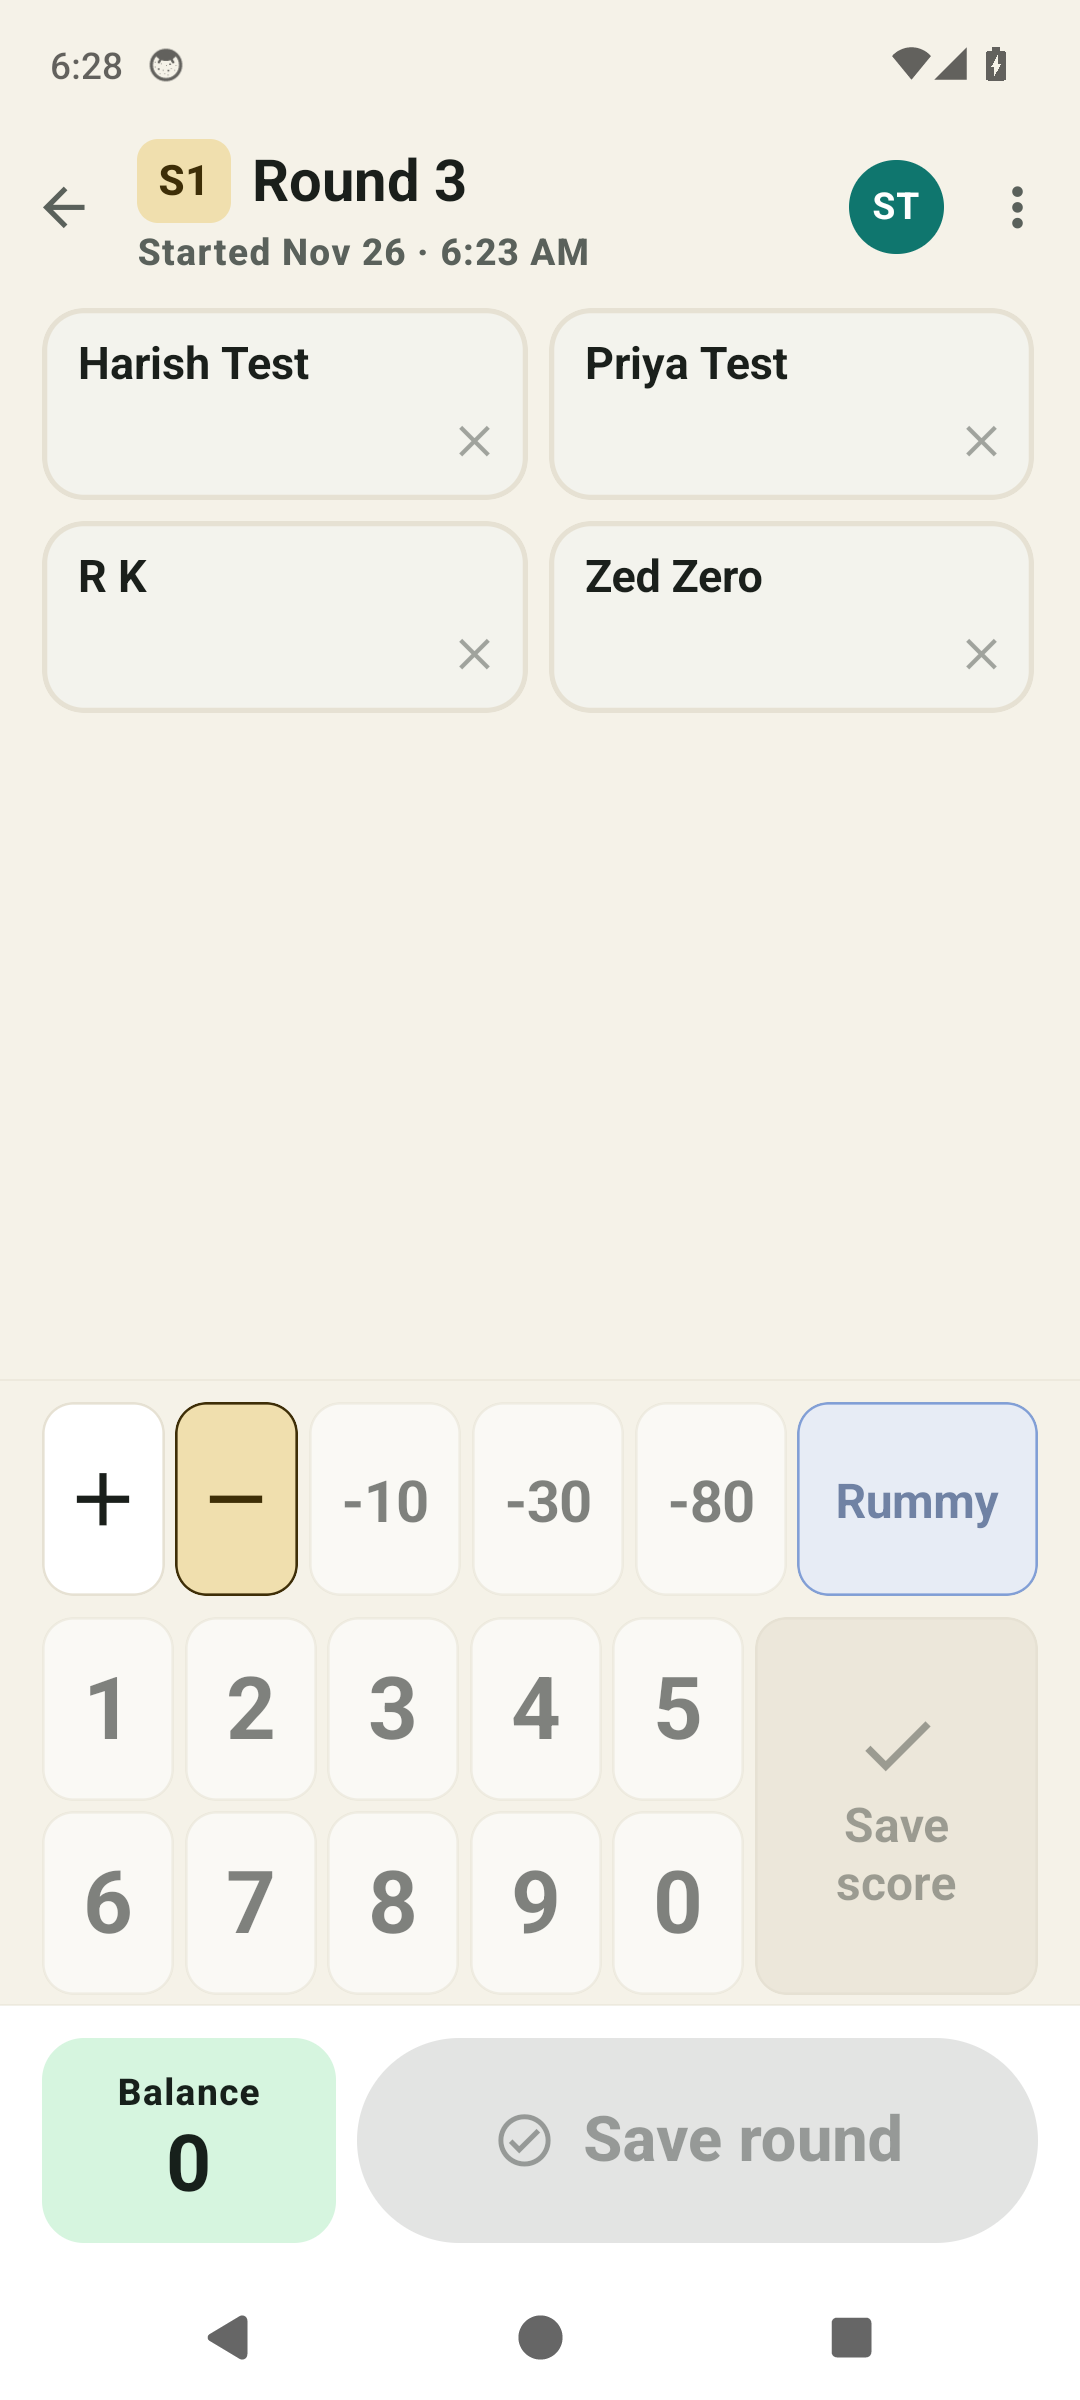 6:28
S1 Round 3
Started Nov 26 · 6:23 AM
ST
Harish Test
Priya Test
R K
Zed Zero
+ − -10 -30 -80 Rummy
1 2 3 4 5
6 7 8 9 0
Save
score
Balance
0
Save round